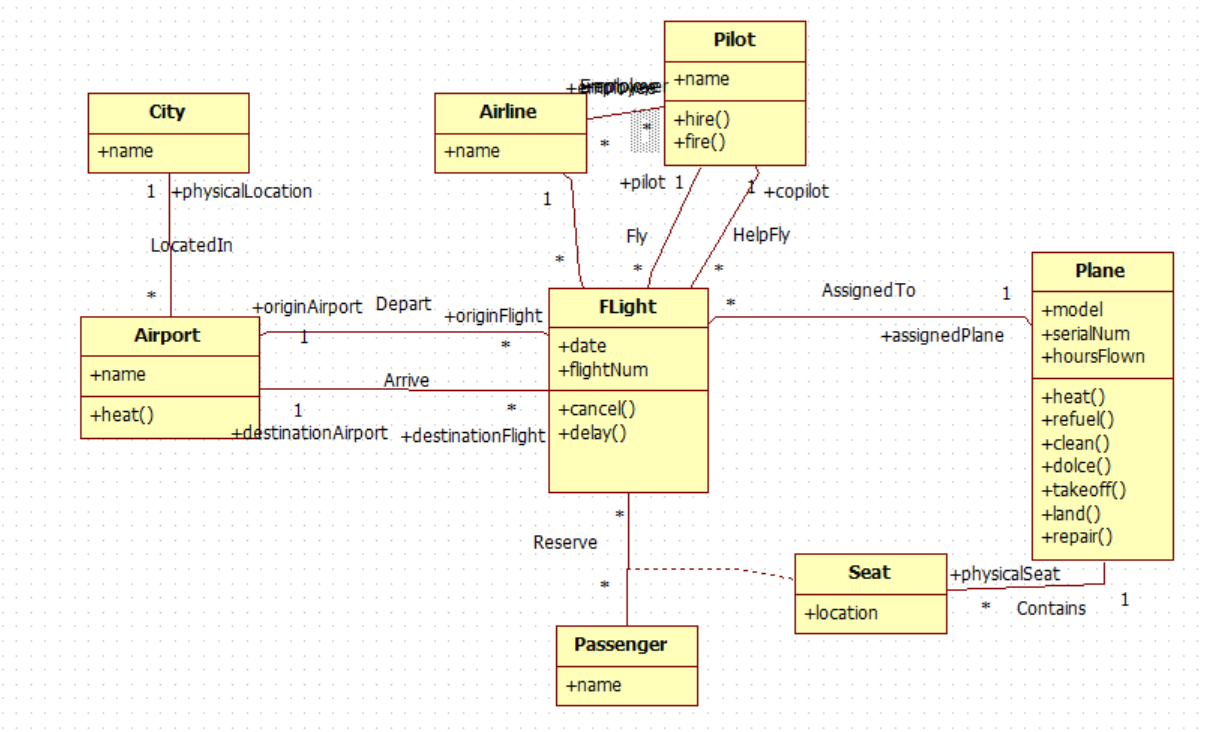 Pilot
+name
+hire()
+fire()
City
+name
Airline
+name
*
*
1
+physicalLocation
+pilot
1
1
+copilot
1
LocatedIn
Fly
HelpFly
*
*
*
*
*
1
Plane
+model
+serialNum
+hoursFlown
+heat()
+refuel()
+clean()
+dolce()
+takeoff()
+land()
+repair()
AssignedTo
+assignedPlane
FLight
+date
+flightNum
+cancel()
+delay()
+originAirport
Depart
+originFlight
1
*
Airport
+name
+heat()
Arrive
1
*
+destinationAirport
+destinationFlight
*
Reserve
*
Seat
+location
+physicalSeat
*
Contains
1
Passenger
+name